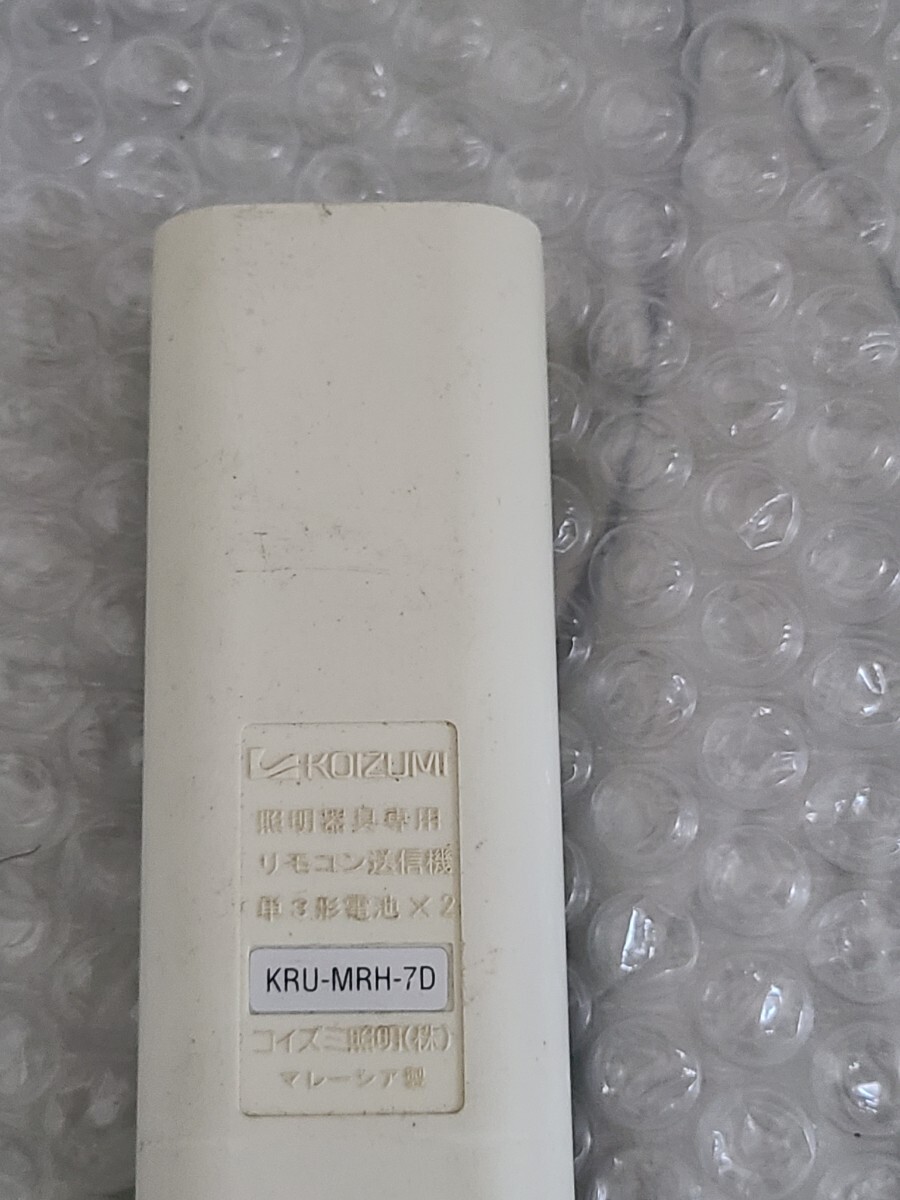 KOIZUMI
照明器具専用
リモコン送信機
単3形電池×2
KRU-MRH-7D
コイズミ照明(株)
マレーシア製